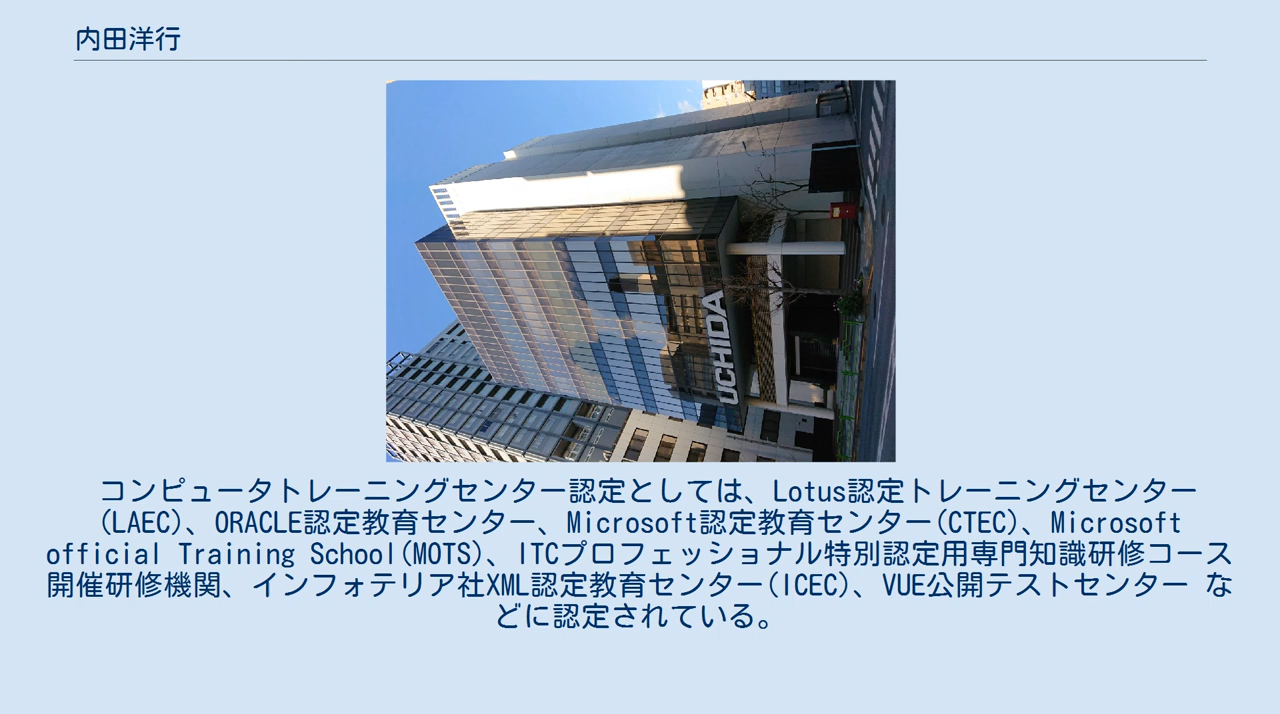 内田洋行
UCHIDA
コンピュータトレーニングセンター認定としては、Lotus認定トレーニングセンター
(LAEC)、ORACLE認定教育センター、Microsoft認定教育センター(CTEC)、Microsoft
official Training School(MOTS)、ITCプロフェッショナル特別認定用専門知識研修コース
開催研修機関、インフォテリア社XML認定教育センター(ICEC)、VUE公開テストセンター な
どに認定されている。